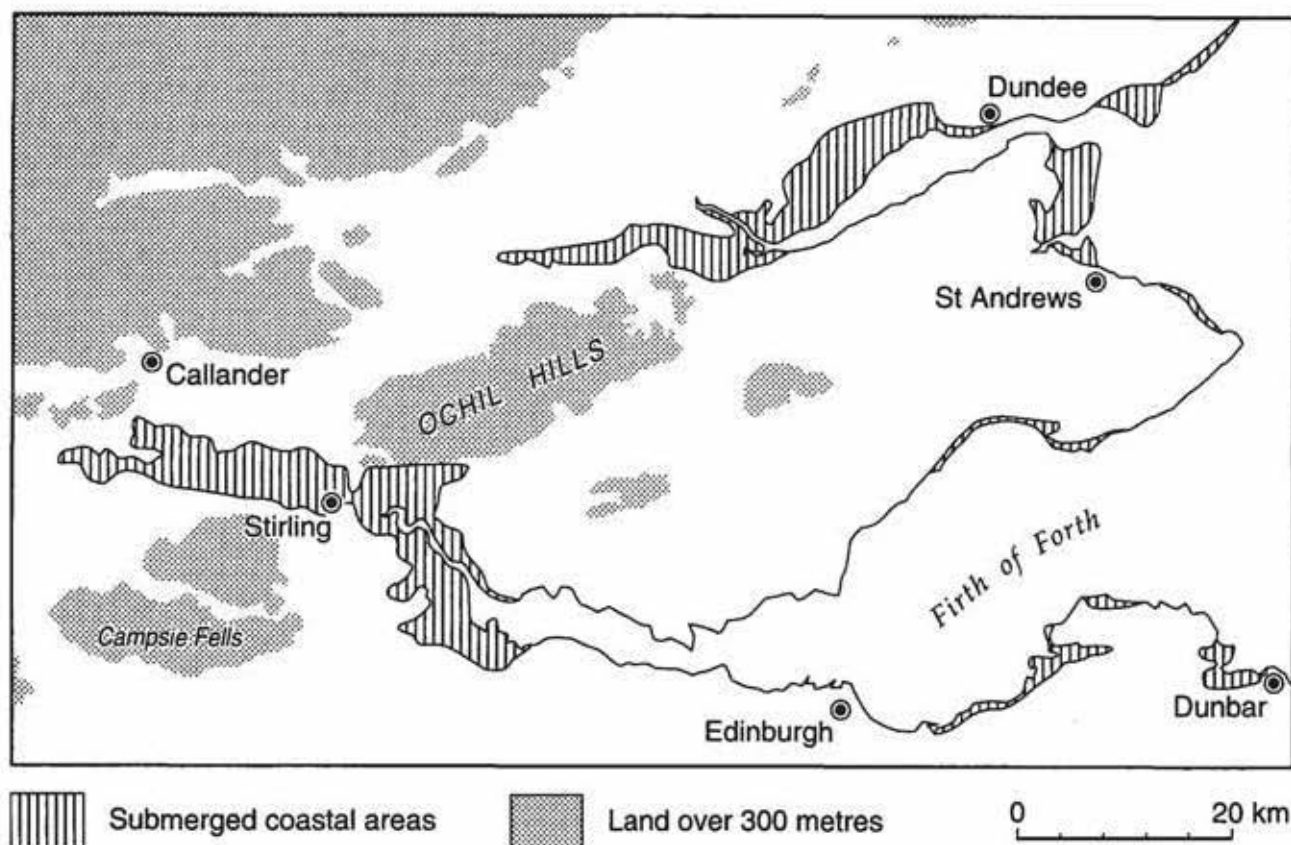 Dundee
St Andrews
Callander
OCHIL HILLS
Stirling
Firth of Forth
Campsie Fells
Edinburgh
Dunbar
Submerged coastal areas
Land over 300 metres
0 20 km